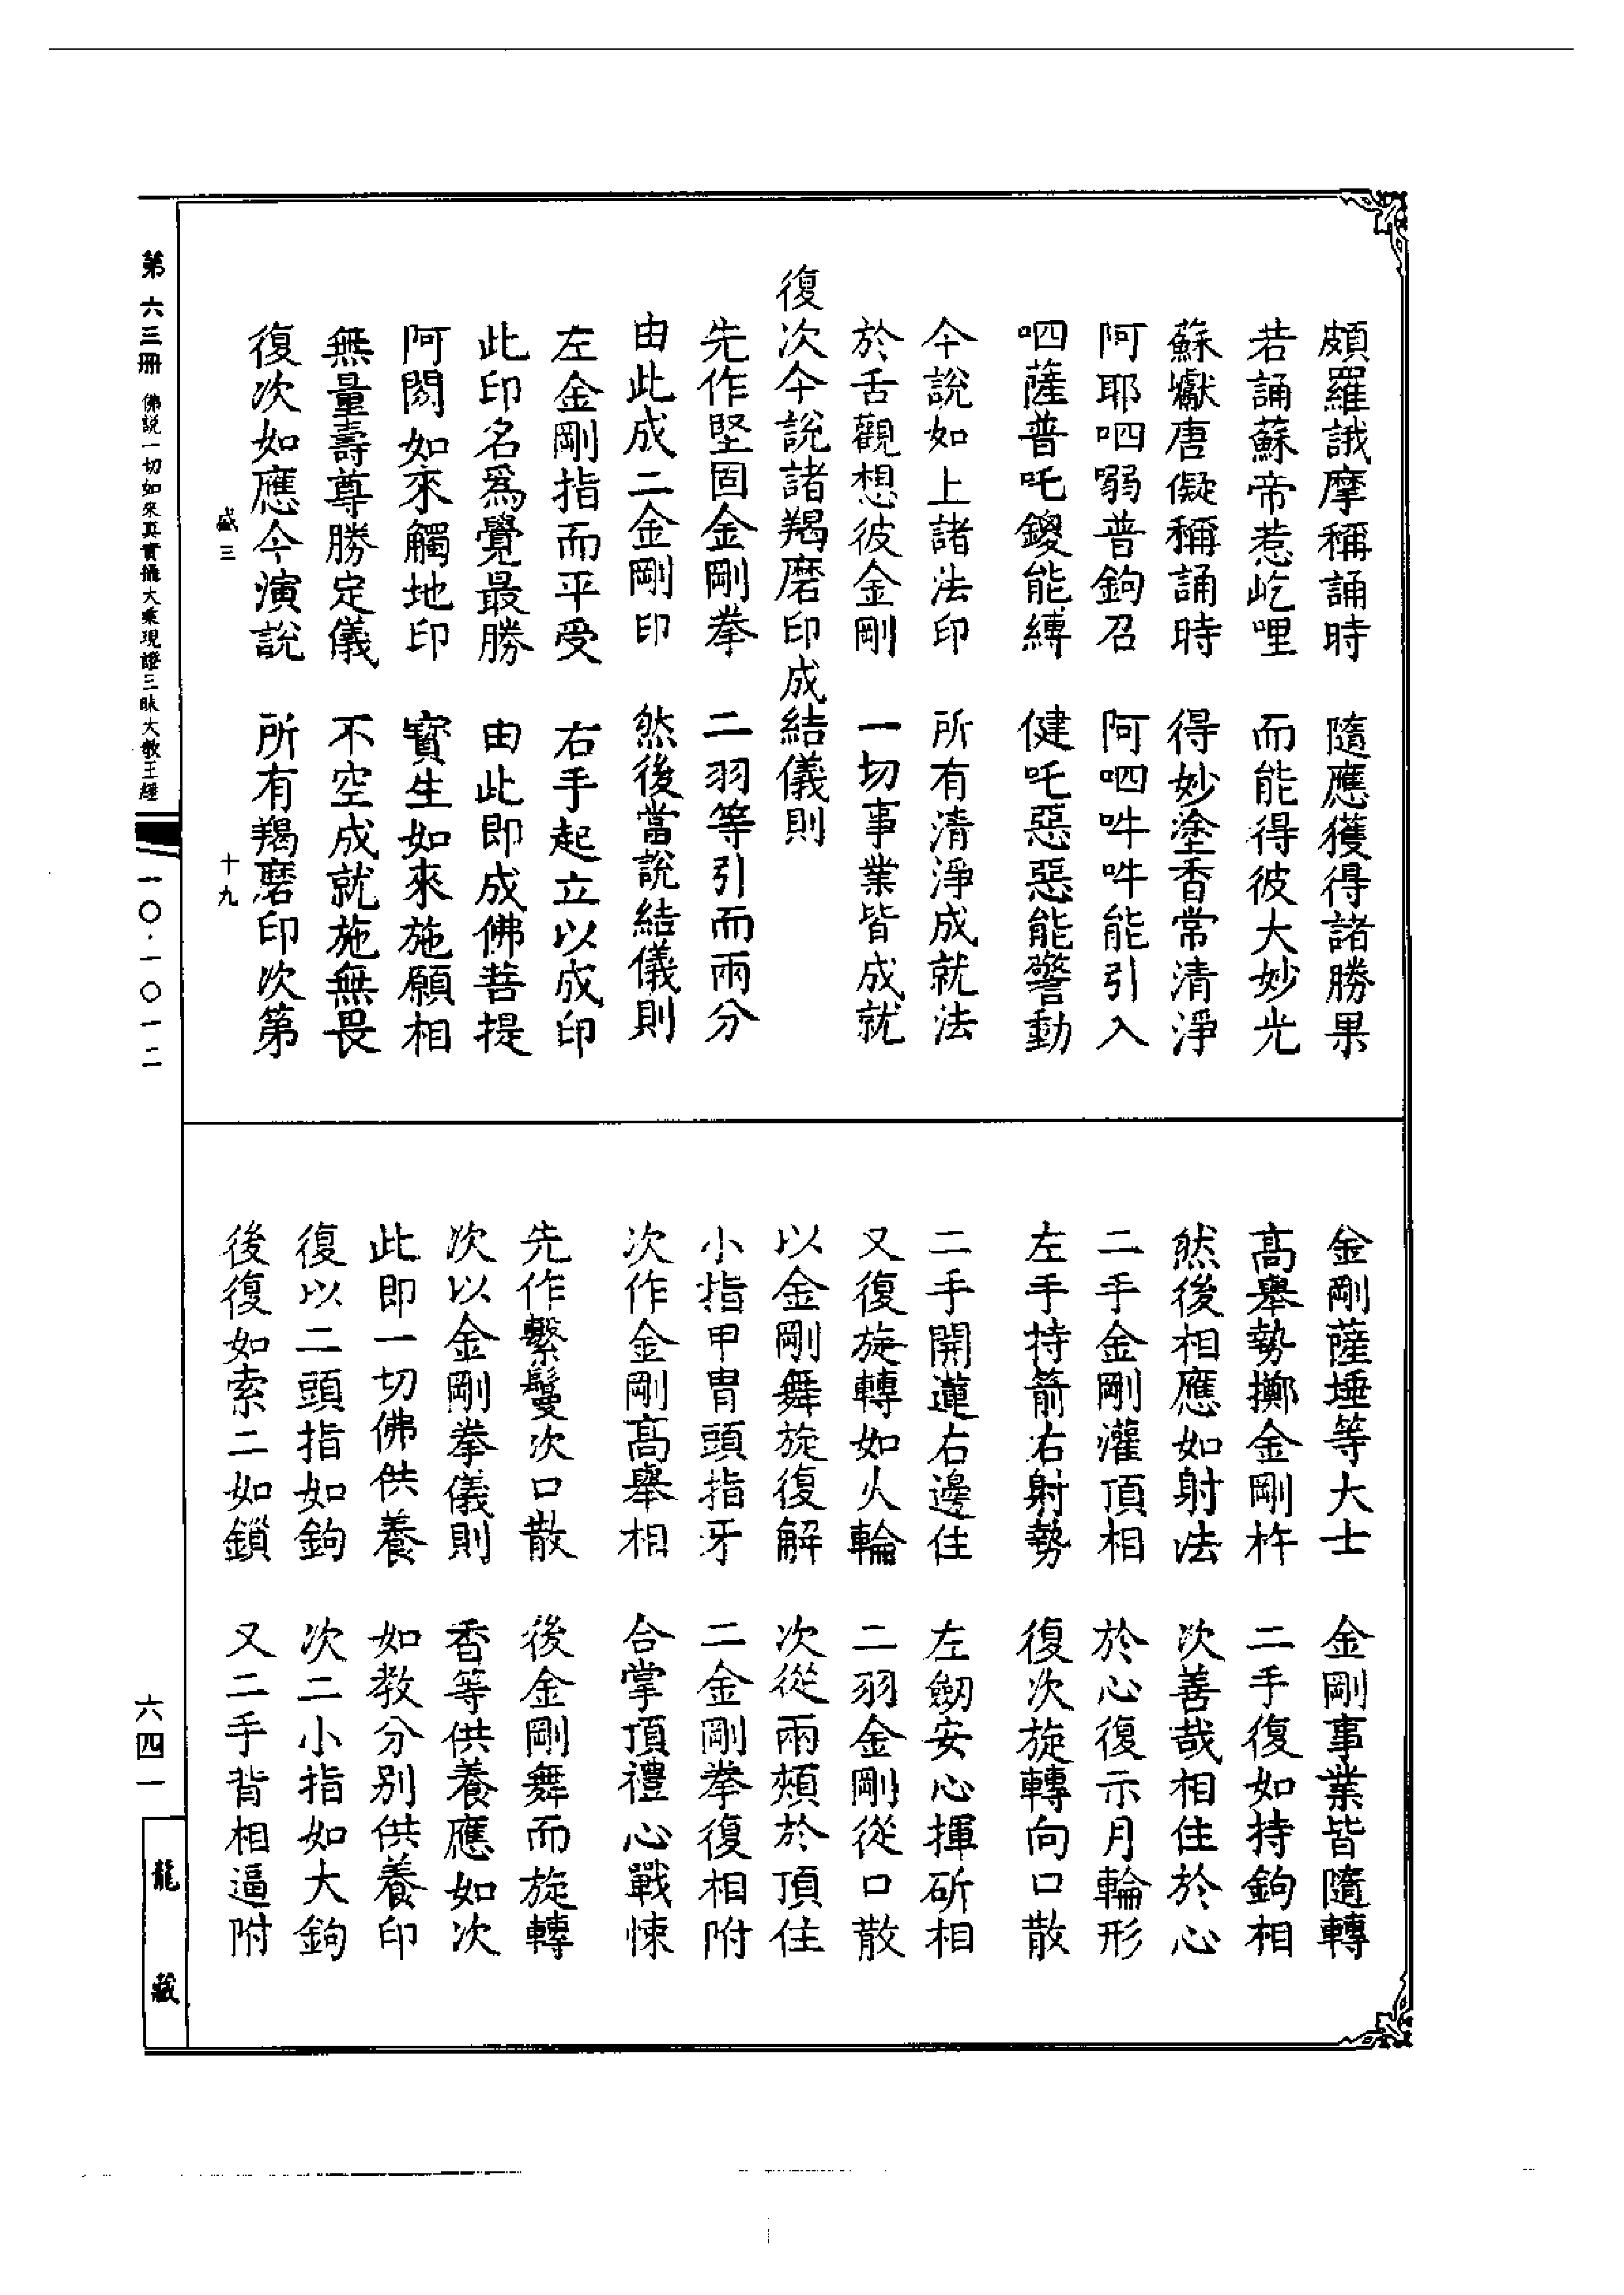 頗羅誐摩稱誦時　隨應獲得諸勝果
若誦蘇帝惹屹哩　而能得彼大妙光
蘇巘唐儗稱誦時　得妙塗香常清淨
阿耶呬弱普鉤召　阿呬吽吽能引入
呬薩普吒鑁能縛　健吒惡惡能警動
今說如上諸法印　所有清淨成就法
於舌觀想彼金剛　一切事業皆成就
復次今說諸羯磨印成結儀則
先作堅固金剛拳　二羽等引而兩分
由此成二金剛印　然後當說結儀則
左金剛指而平受　右手起立以成印
此印名爲覺最勝　由此即成佛菩提
阿閦如來觸地印　寳生如來施願相
無量壽尊勝定儀　不空成就施無畏
復次如應今演說　所有羯磨印次第
盛三　十九
金剛薩埵等大士　金剛事業皆隨轉
高舉勢擲金剛杵　二手復如持鉤相
然後相應如射法　次善哉相住於心
二手金剛灌頂相　於心復示月輪形
左手持箭右射勢　復次旋轉向口散
二手開蓮右邊住　左劒安心揮斫相
又復旋轉如火輪　二羽金剛從口散
以金剛舞旋復解　次從兩頰於頂住
小指甲冑頭指牙　二金剛拳復相附
次作金剛高舉相　合掌頂禮心戰悚
先作繫鬘次口散　後金剛舞而旋轉
次以金剛拳儀則　香等供養應如次
此即一切佛供養　如教分別供養印
復以二頭指如鉤　次二小指如大鉤
後復如索二如鎖　又二手背相逼附
第六三冊　佛說一切如來真實攝大乘現證三昧大教王經　一〇·一〇一二
六四一
龍藏